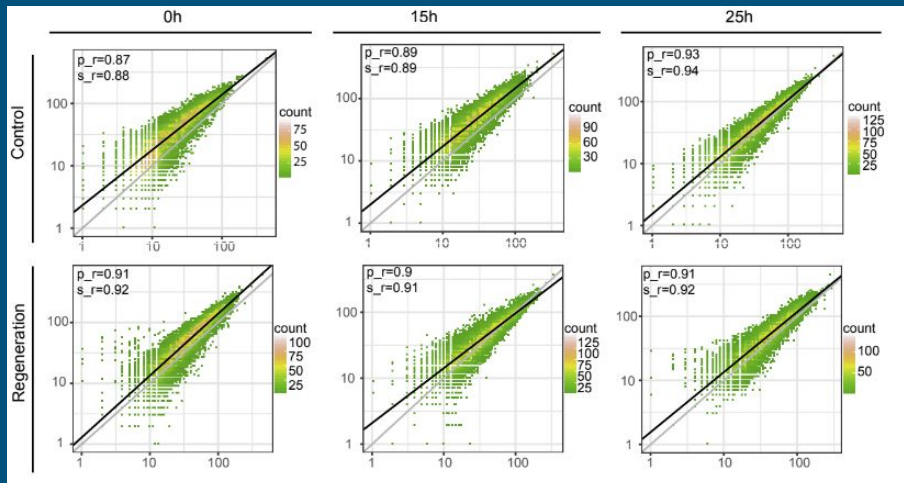 0h
15h
25h
Control
p_r=0.87
s_r=0.88
100
10
1
1
10
100
count
75
50
25
p_r=0.89
s_r=0.89
100
10
1
1
10
100
count
90
60
30
p_r=0.93
s_r=0.94
100
10
1
1
10
100
count
125
100
75
50
25
Regeneration
p_r=0.91
s_r=0.92
100
10
1
1
10
100
count
100
75
50
25
p_r=0.9
s_r=0.91
100
10
1
1
10
100
count
125
100
75
50
25
p_r=0.91
s_r=0.92
100
10
1
1
10
100
count
100
50